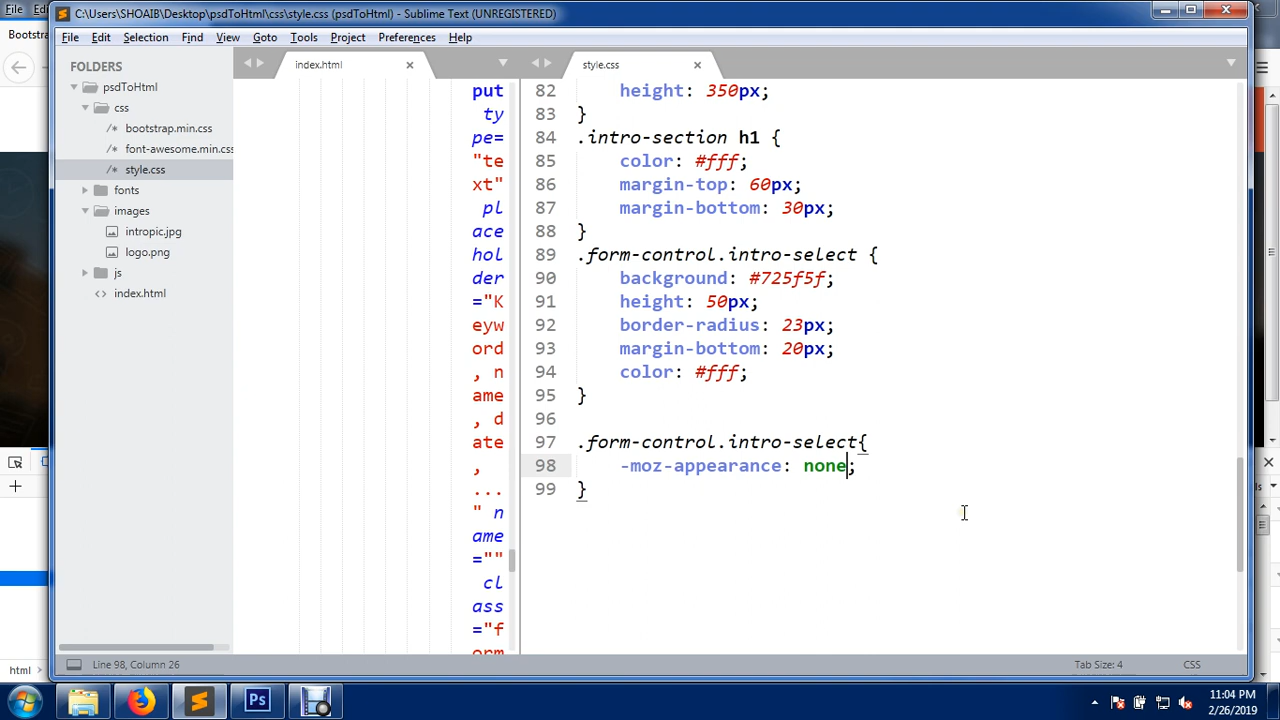 File Edi
Bootstrap
C:\Users\SHOAIB\Desktop\psdToHtml\css\style.css (psdToHtml) - Sublime Text (UNREGISTERED)
File Edit Selection Find View Goto Tools Project Preferences Help
FOLDERS
psdToHtml
css
/* bootstrap.min.css
/* font-awesome.min.css
/* style.css
fonts
images
intropic.jpg
logo.png
js
<> index.html
index.html
put
ty
pe=
"te
xt"
pl
ace
hol
der
="K
eyw
ord
, n
ame
, d
ate
,
...
" n
ame
=""
cl
ass
="f
orm
style.css
82 height: 350px;
83 }
84 .intro-section h1 {
85 color: #fff;
86 margin-top: 60px;
87 margin-bottom: 30px;
88 }
89 .form-control.intro-select {
90 background: #725f5f;
91 height: 50px;
92 border-radius: 23px;
93 margin-bottom: 20px;
94 color: #fff;
95 }
96
97 .form-control.intro-select{
98 -moz-appearance: none;
99 }
html
Line 98, Column 26
Tab Size: 4
CSS
Ps
11:04 PM
2/26/2019